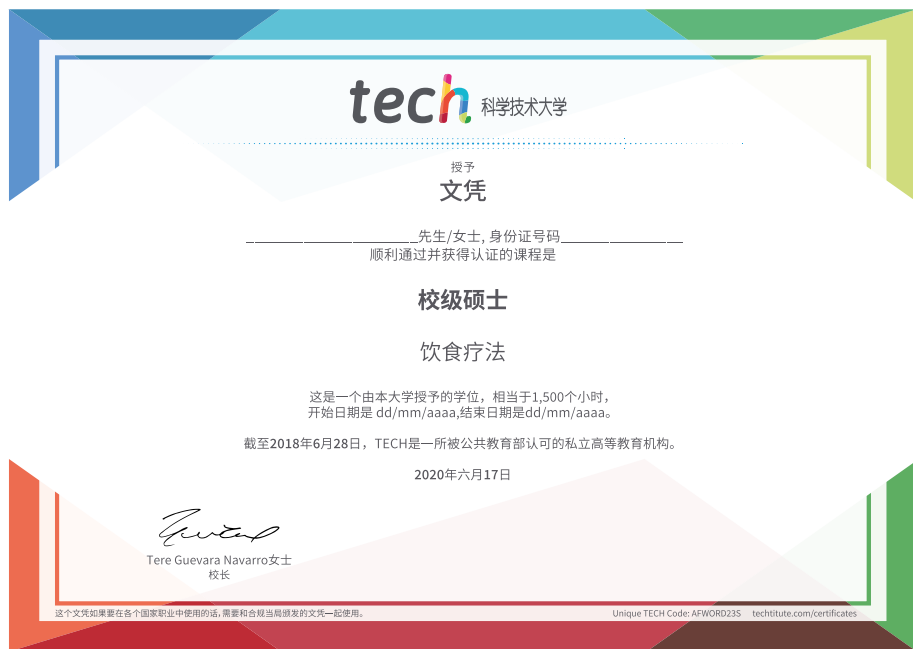 tech 科学技术大学
授予
文凭
______________________先生/女士, 身份证号码________________
顺利通过并获得认证的课程是
校级硕士
饮食疗法
这是一个由本大学授予的学位，相当于1,500个小时，
开始日期是 dd/mm/aaaa,结束日期是dd/mm/aaaa。
截至2018年6月28日，TECH是一所被公共教育部认可的私立高等教育机构。
2020年六月17日
Tere Guevara Navarro女士
校长
这个文凭如果要在各个国家职业中使用的话,需要和合规当局颁发的文凭一起使用。
Unique TECH Code: AFWORD23S techtitute.com/certificates